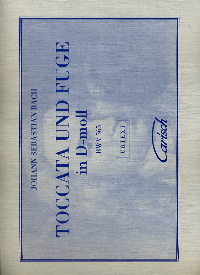 JOHANN SEBASTIAN BACH
TOCCATA UND FUGE
in D-moll
BWV 565
URTEXT
Carisch